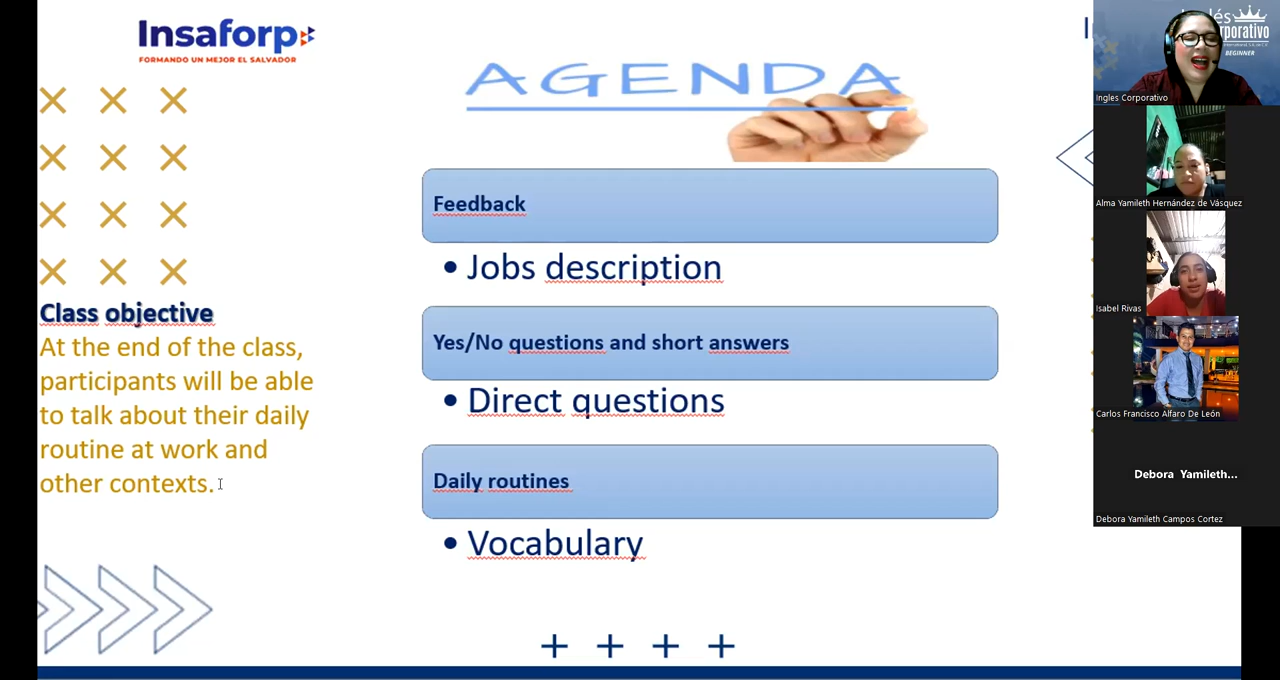 Insaforp
FORMANDO UN MEJOR EL SALVADOR
AGENDA
Feedback
• Jobs description
Yes/No questions and short answers
• Direct questions
Daily routines
• Vocabulary
Class objective
At the end of the class,
participants will be able
to talk about their daily
routine at work and
other contexts.
BEGINNER
Ingles Corporativo
Alma Yamileth Hernández de Vásquez
Isabel Rivas
Carlos Francisco Alfaro De León
Debora Yamileth...
Debora Yamileth Campos Cortez